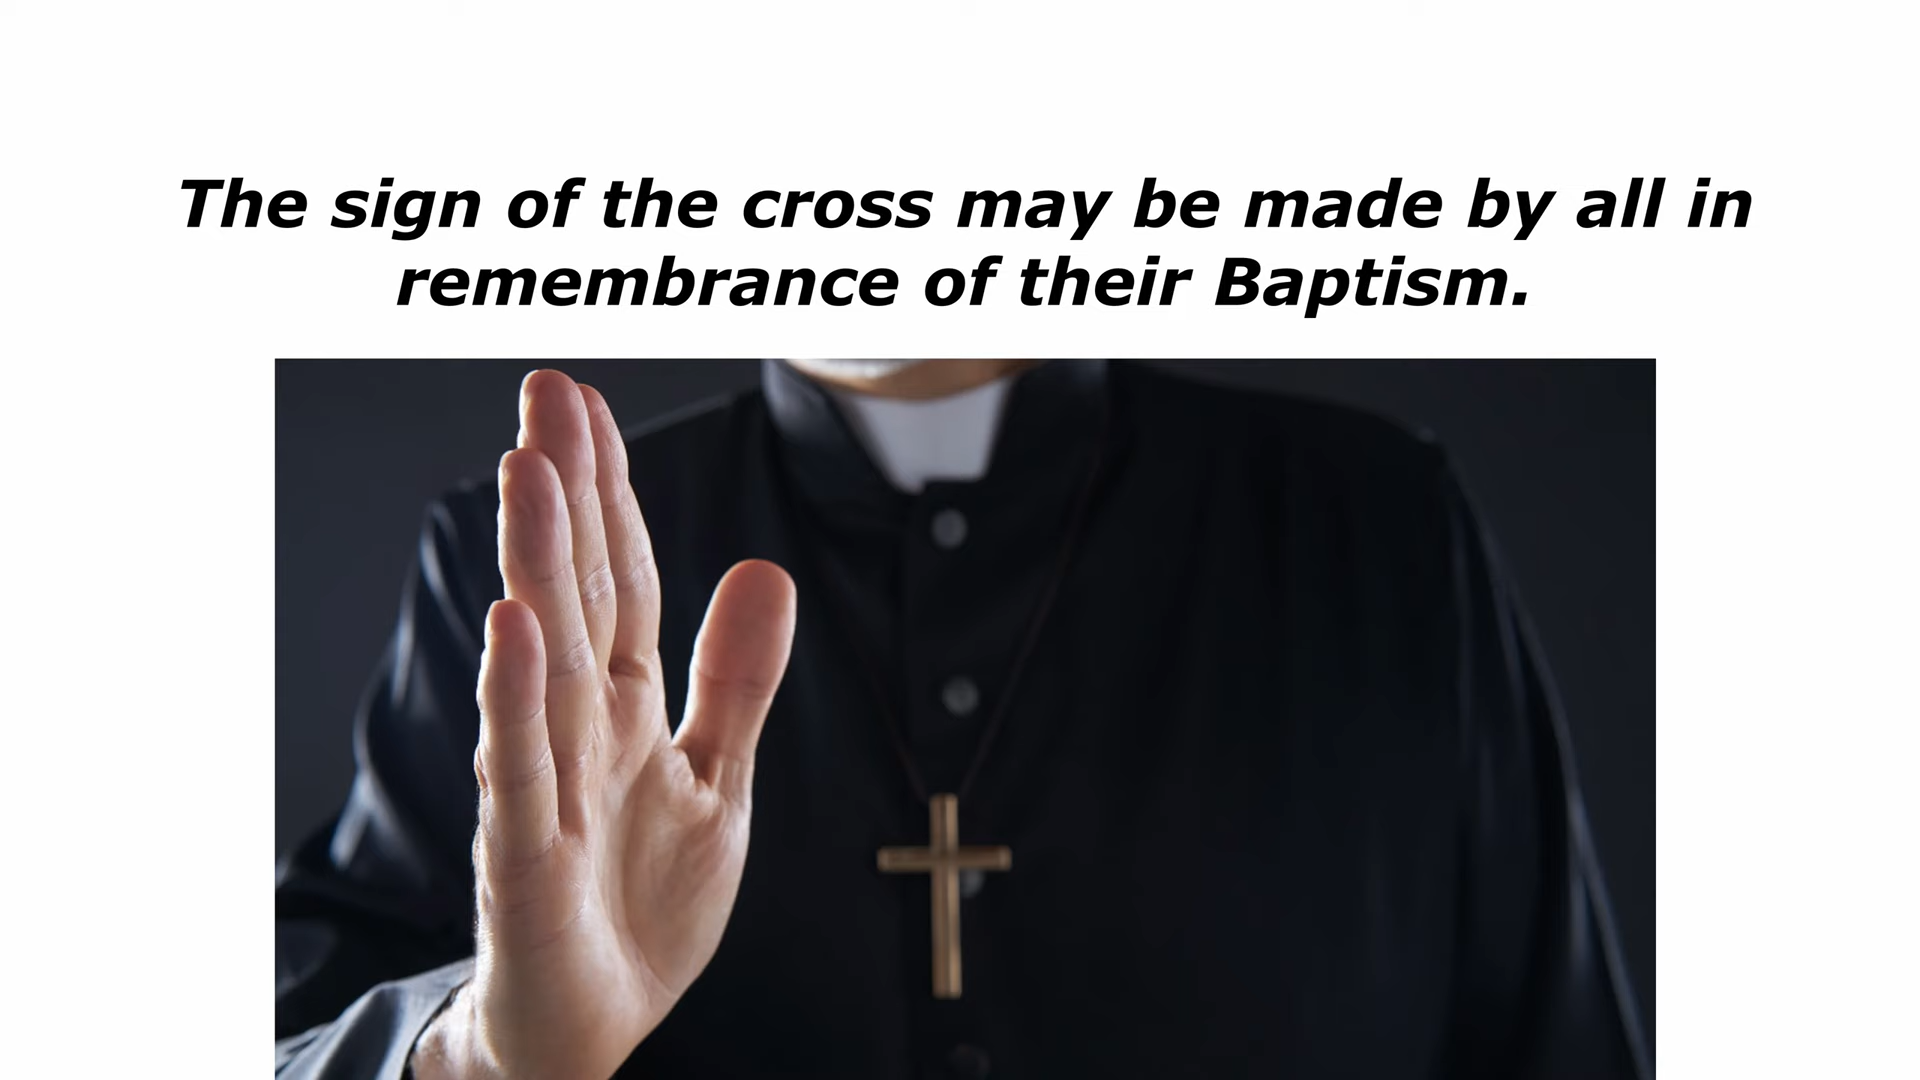 The sign of the cross may be made by all in
remembrance of their Baptism.